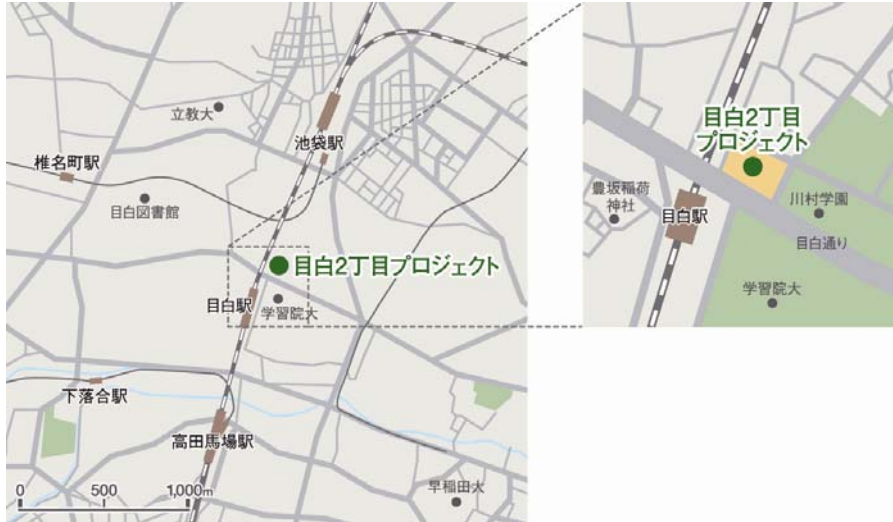 立教大
池袋駅
椎名町駅
目白図書館
目白2丁目プロジェクト
目白駅
学習院大
下落合駅
高田馬場駅
早稲田大
0 500 1,000m
目白2丁目
プロジェクト
豊坂稲荷
神社
川村学園
目白駅
目白通り
学習院大